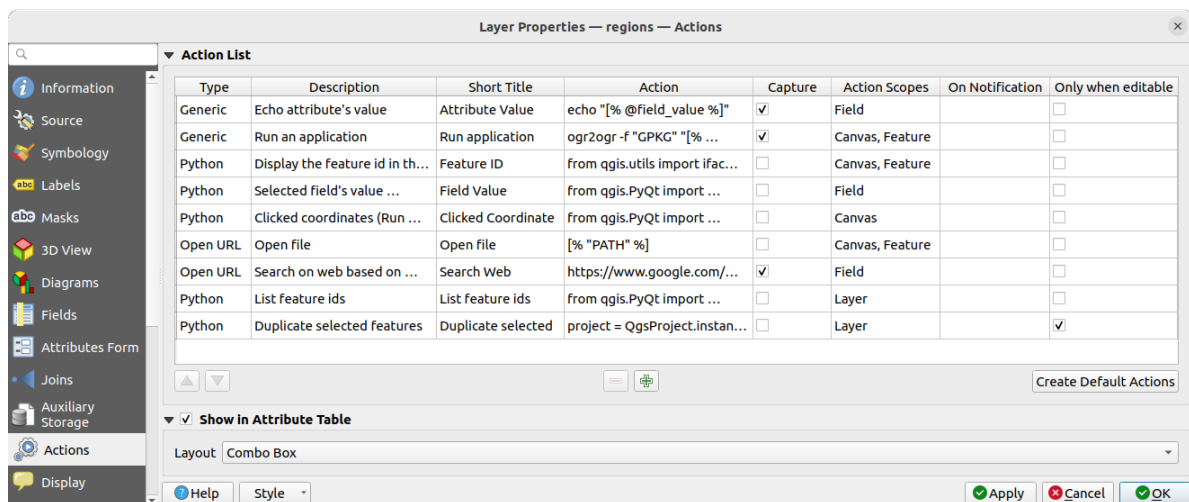 Layer Properties — regions — Actions
Action List
Type Description Short Title Action Capture Action Scopes On Notification Only when editable
Generic Echo attribute's value Attribute Value echo "[% @field_value %]" Field
Generic Run an application Run application ogr2ogr -f "GPKG" "[% … Canvas, Feature
Python Display the feature id in th… Feature ID from qgis.utils import ifac… Canvas, Feature
Python Selected field's value … Field Value from qgis.PyQt import … Field
Python Clicked coordinates (Run … Clicked Coordinate from qgis.PyQt import … Canvas
Open URL Open file Open file [% "PATH" %] Canvas, Feature
Open URL Search on web based on … Search Web https://www.google.com/… Field
Python List feature ids List feature ids from qgis.PyQt import … Layer
Python Duplicate selected features Duplicate selected project = QgsProject.instan… Layer
Create Default Actions
Show in Attribute Table
Layout Combo Box
Information
Source
Symbology
abc Labels
abc Masks
3D View
Diagrams
Fields
Attributes Form
Joins
Auxiliary
Storage
Actions
Display
Help Style Apply Cancel OK